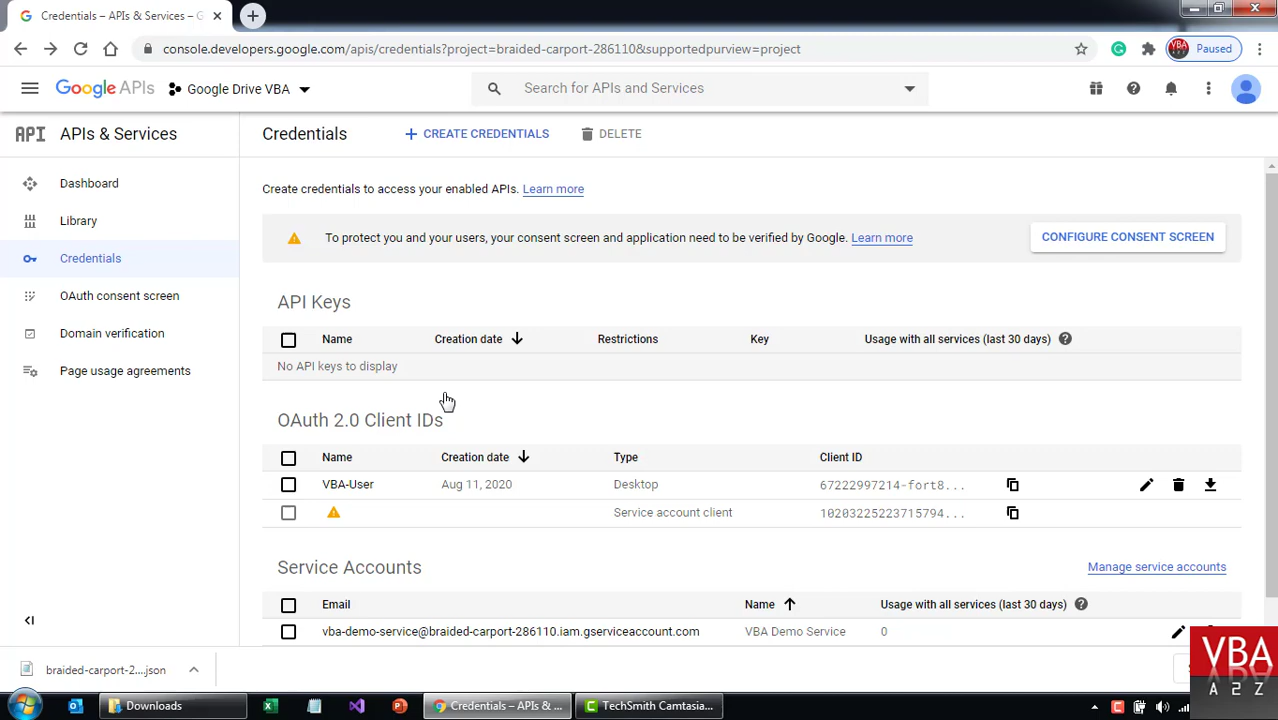 Credentials – APIs & Services – G
console.developers.google.com/apis/credentials?project=braided-carport-286110&supportedpurview=project
VBA Paused
Google APIs Google Drive VBA Search for APIs and Services
API APIs & Services
Credentials + CREATE CREDENTIALS DELETE
Dashboard
Library
Credentials
OAuth consent screen
Domain verification
Page usage agreements
Create credentials to access your enabled APIs. Learn more
To protect you and your users, your consent screen and application need to be verified by Google. Learn more CONFIGURE CONSENT SCREEN
API Keys
Name Creation date Restrictions Key Usage with all services (last 30 days)
No API keys to display
OAuth 2.0 Client IDs
Name Creation date Type Client ID
VBA-User Aug 11, 2020 Desktop 67222997214-fort8...
Service account client 10203225223715794...
Service Accounts Manage service accounts
Email Name Usage with all services (last 30 days)
vba-demo-service@braided-carport-286110.iam.gserviceaccount.com VBA Demo Service 0
braided-carport-2....json
VBA
A 2 Z
Downloads Credentials – APIs & ... TechSmith Camtasia...